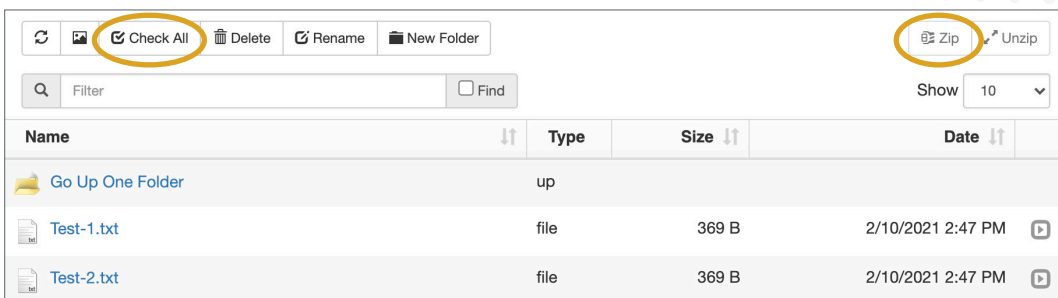 Check All Delete Rename New Folder Zip Unzip
Filter Find Show 10
Name Type Size Date
Go Up One Folder up
Test-1.txt file 369 B 2/10/2021 2:47 PM
Test-2.txt file 369 B 2/10/2021 2:47 PM